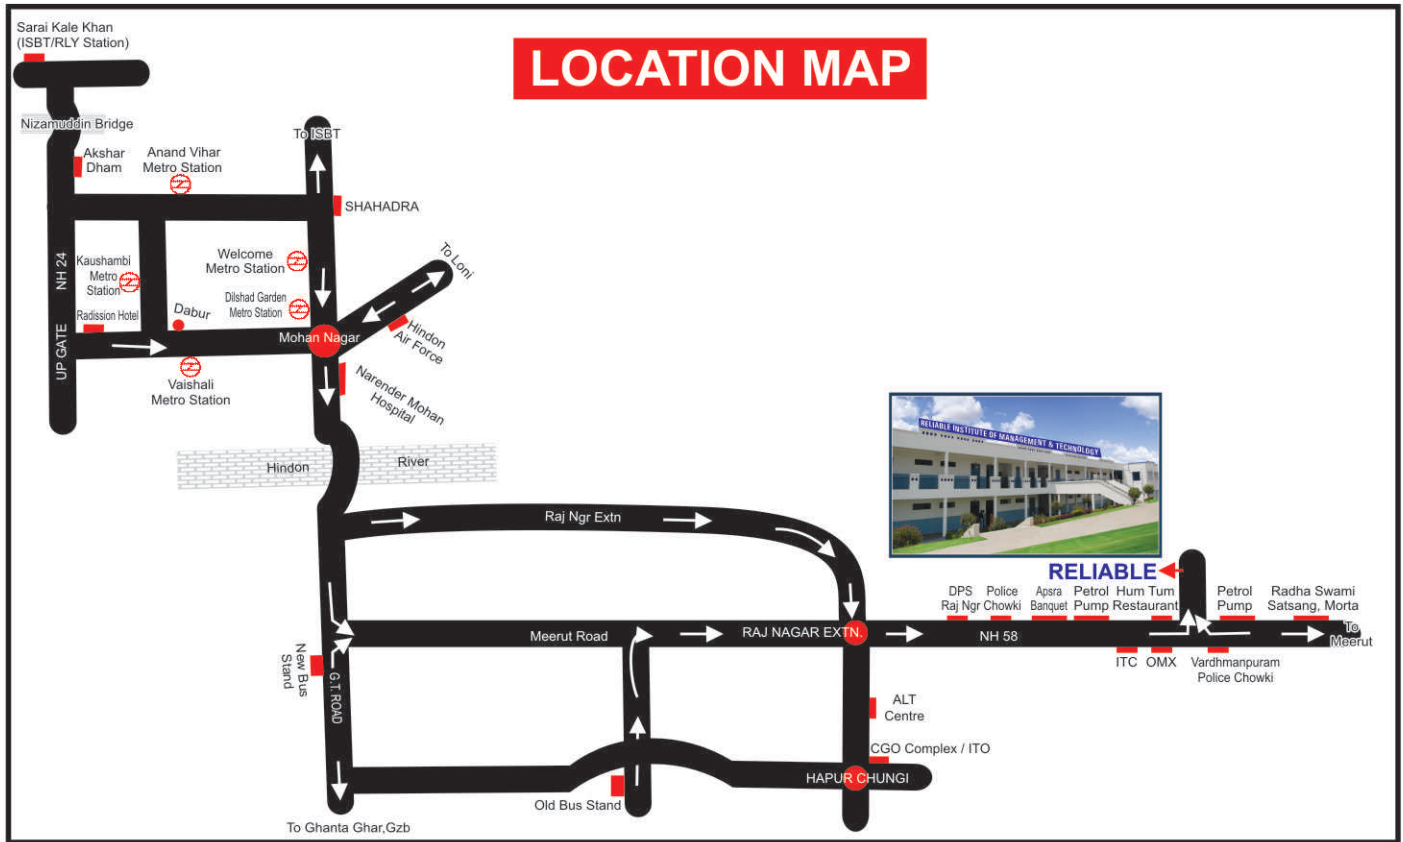 Sarai Kale Khan
(ISBT/RLY Station)
LOCATION MAP
Nizamuddin Bridge
To ISBT
Akshar
Dham
Anand Vihar
Metro Station
SHAHADRA
NH 24
Kaushambi
Metro
Station
Welcome
Metro Station
To Loni
Dilshad Garden
Metro Station
Radission Hotel
Dabur
UP GATE
Mohan Nagar
Hindon
Air Force
Vaishali
Metro Station
Narender Mohan
Hospital
Hindon
River
RELIABLE INSTITUTE OF MANAGEMENT & TECHNOLOGY
Raj Ngr Extn
RELIABLE
DPS
Raj Ngr
Police
Chowki
Apsra
Banquet
Petrol
Pump
Hum Tum
Restaurant
Petrol
Pump
Radha Swami
Satsang, Morta
Meerut Road
RAJ NAGAR EXTN.
NH 58
To
Meerut
ITC
OMX
Vardhmanpuram
Police Chowki
New Bus
Stand
G.T. ROAD
ALT
Centre
CGO Complex / ITO
HAPUR CHUNGI
Old Bus Stand
To Ghanta Ghar,Gzb